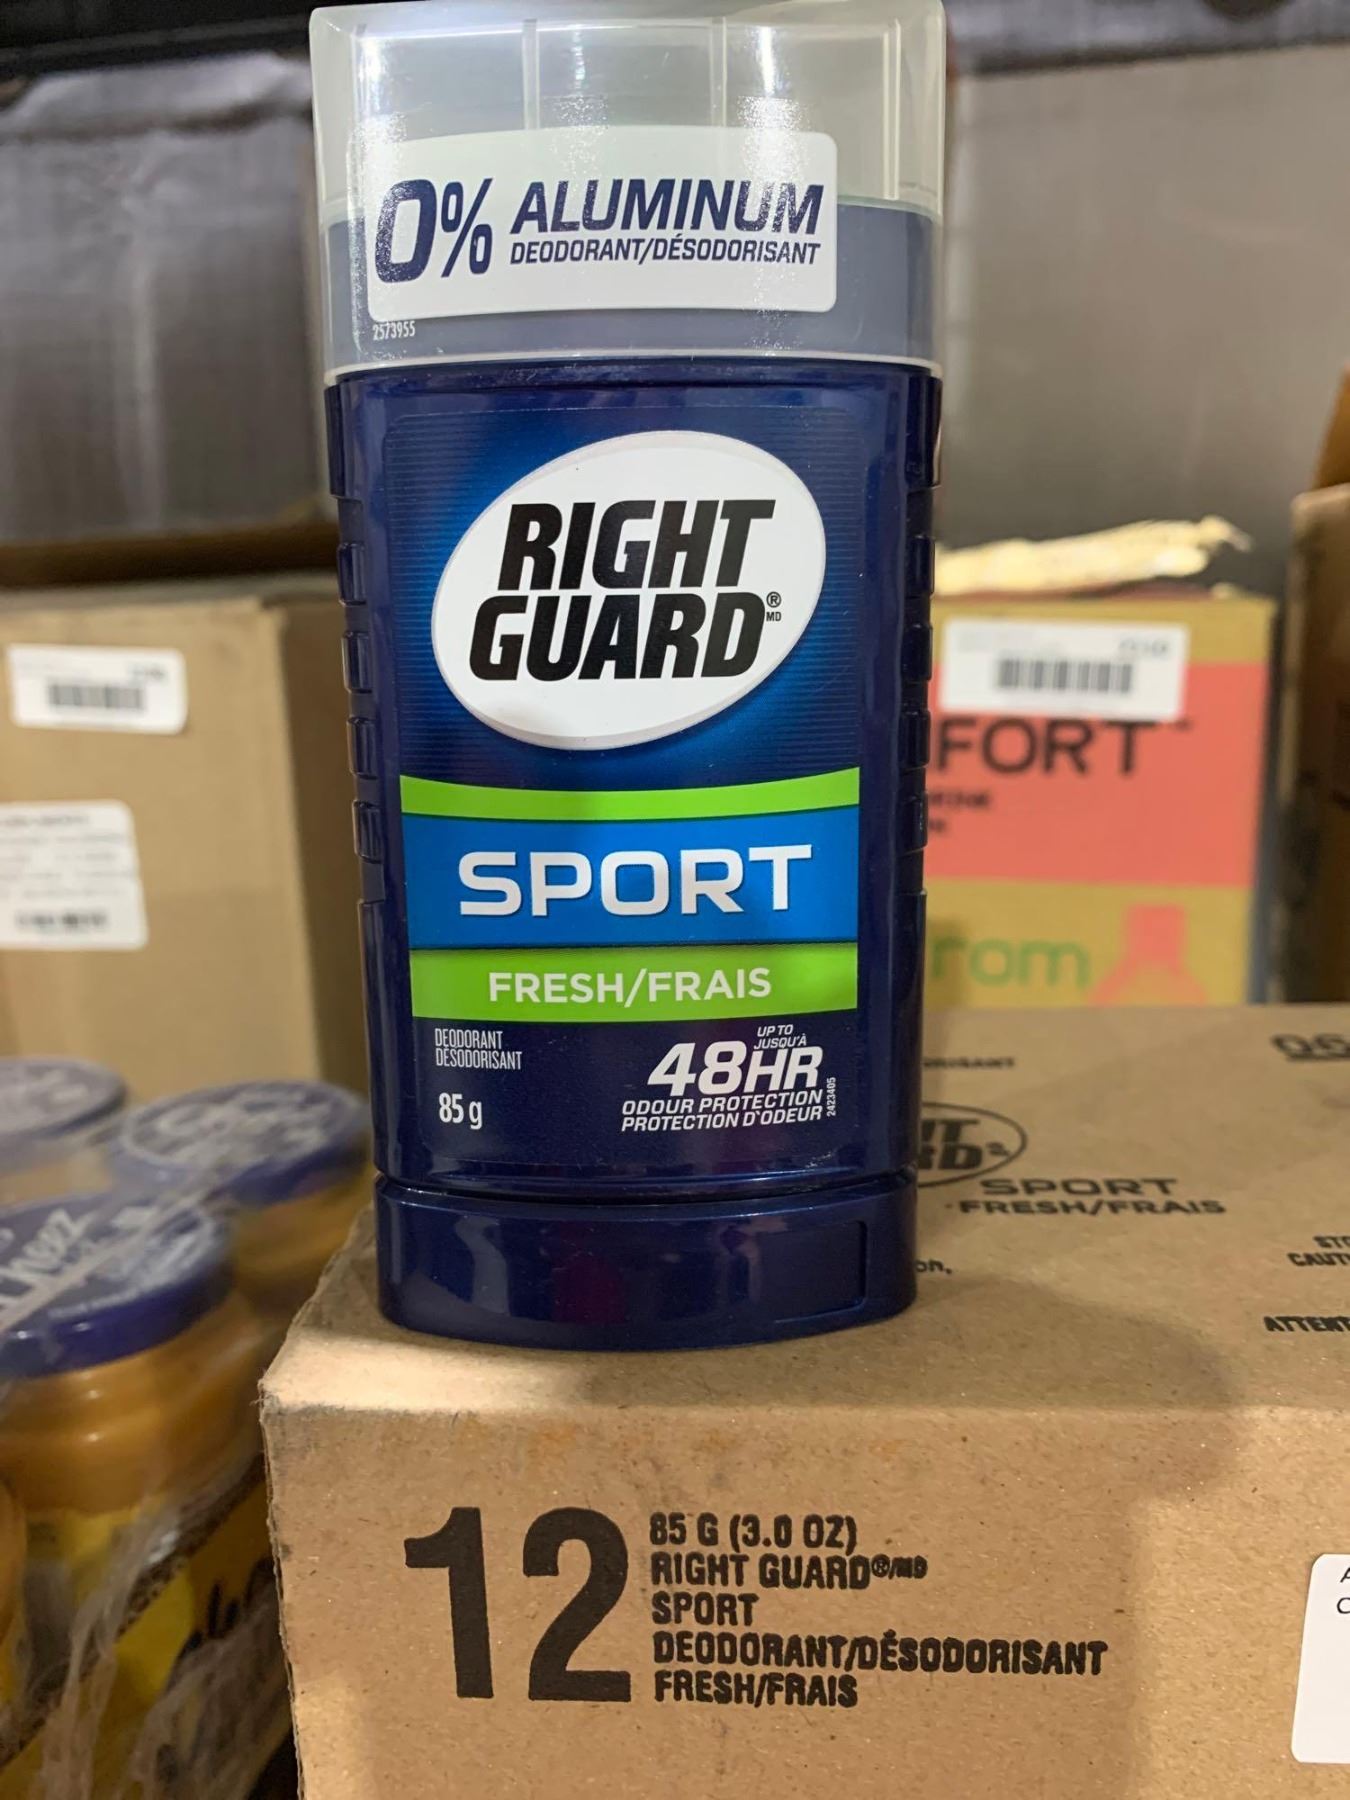 0% ALUMINUM
DEODORANT/DÉSODORISANT
2573955
RIGHT
GUARD®
MD
SPORT
FRESH/FRAIS
DEODORANT
DÉSODORISANT
85 g
UP TO
JUSQU'À
48HR
ODOUR PROTECTION
PROTECTION D'ODEUR
2423405
FORT
rom
SPORT
FRESH/FRAIS
12
85 G (3.0 OZ)
RIGHT GUARD®/MD
SPORT
DEODORANT/DÉSODORISANT
FRESH/FRAIS